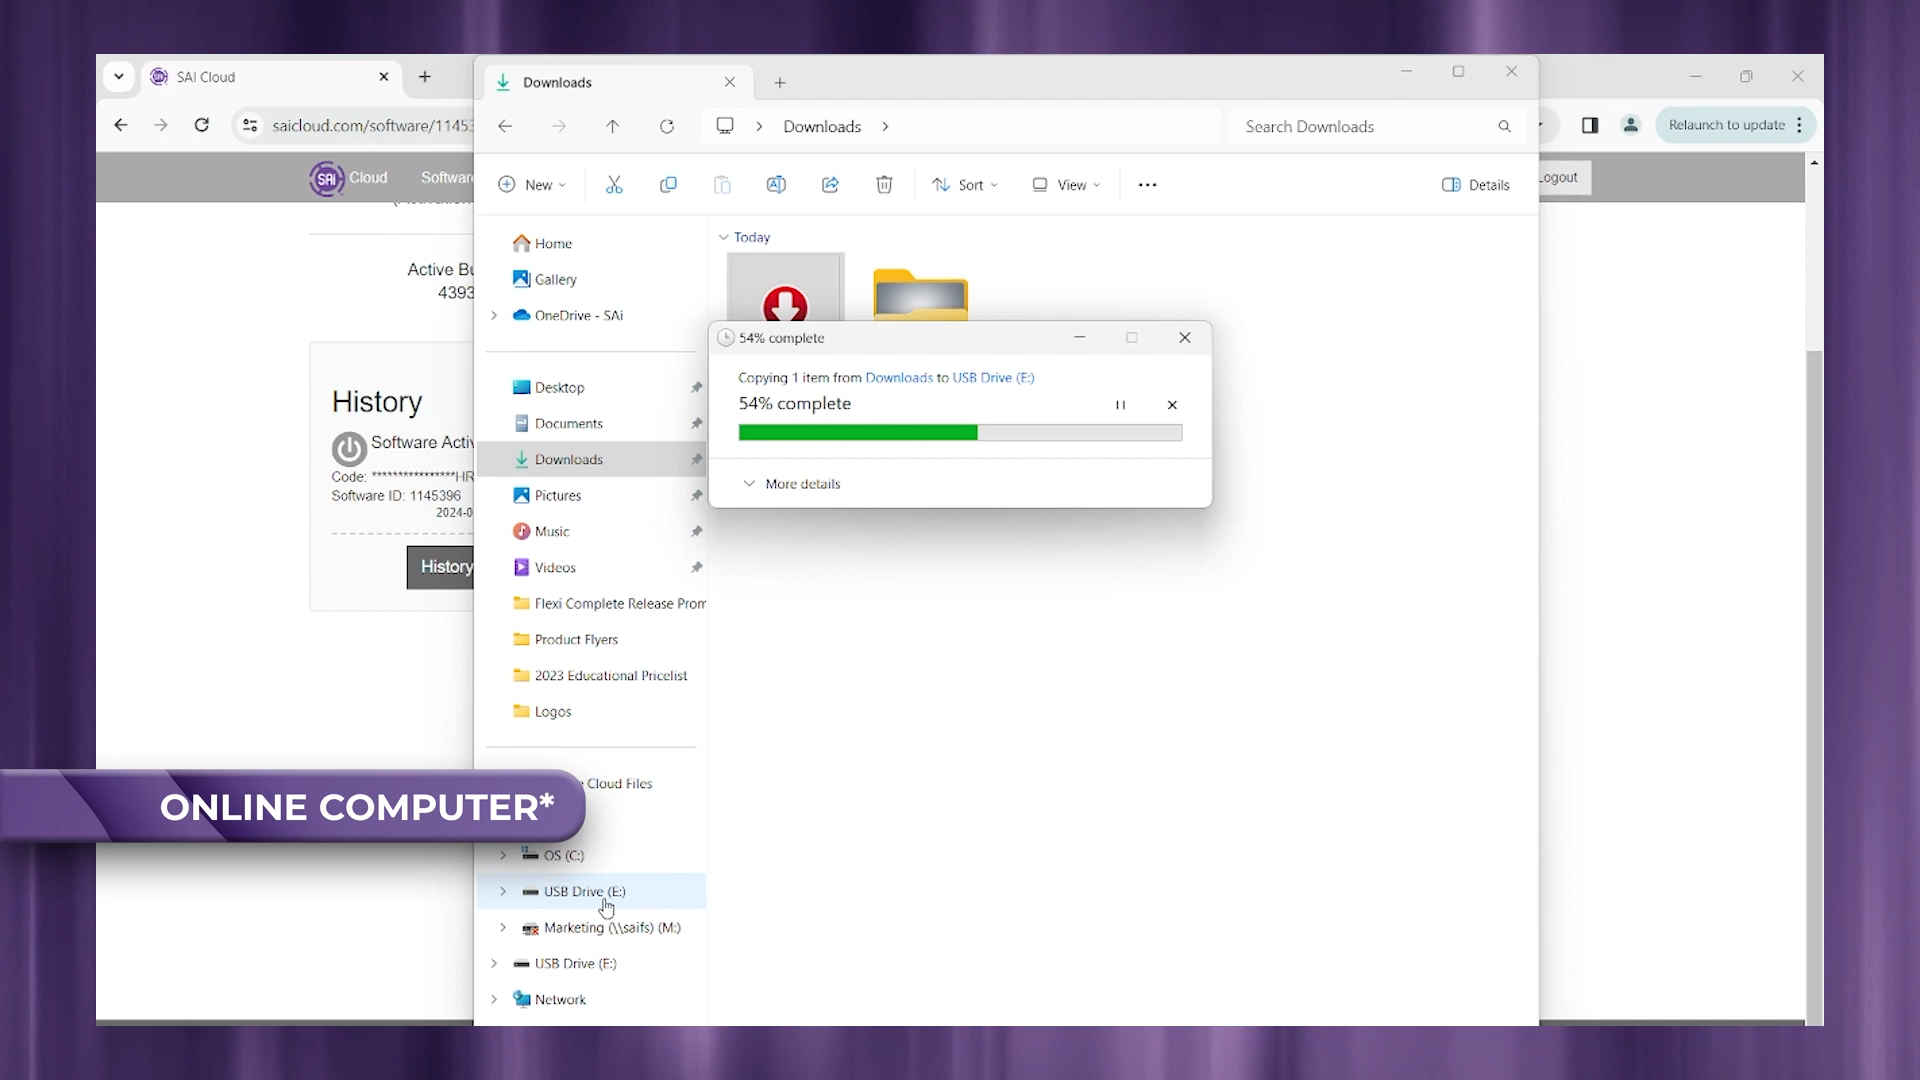 SAI Cloud
saicloud.com/software/1145
Relaunch to update
SAi Cloud
Software
Logout
Active Bu
4393
History
Software Activ
Code: ****************HR
Software ID: 1145396
2024-0
History
Downloads
Downloads
Search Downloads
New
Sort
View
Details
Home
Gallery
OneDrive - SAi
Desktop
Documents
Downloads
Pictures
Music
Videos
Flexi Complete Release Prom
Product Flyers
2023 Educational Pricelist
Logos
Cloud Files
OS (C:)
USB Drive (E:)
Marketing (\\saifs) (M:)
USB Drive (E:)
Network
Today
54% complete
Copying 1 item from Downloads to USB Drive (E:)
54% complete
More details
ONLINE COMPUTER*